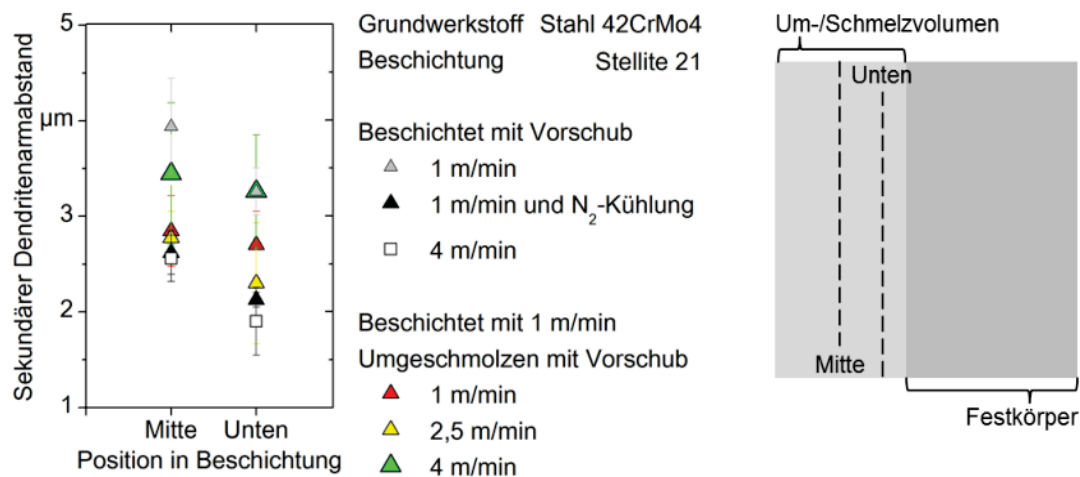 Sekundärer Dendritenarmabstand
5
µm
3
2
1
Mitte Unten
Position in Beschichtung
Grundwerkstoff Stahl 42CrMo4
Beschichtung Stellite 21
Beschichtet mit Vorschub
1 m/min
1 m/min und N₂-Kühlung
4 m/min
Beschichtet mit 1 m/min
Umgeschmolzen mit Vorschub
1 m/min
2,5 m/min
4 m/min
Um-/Schmelzvolumen
Unten
Mitte
Festkörper